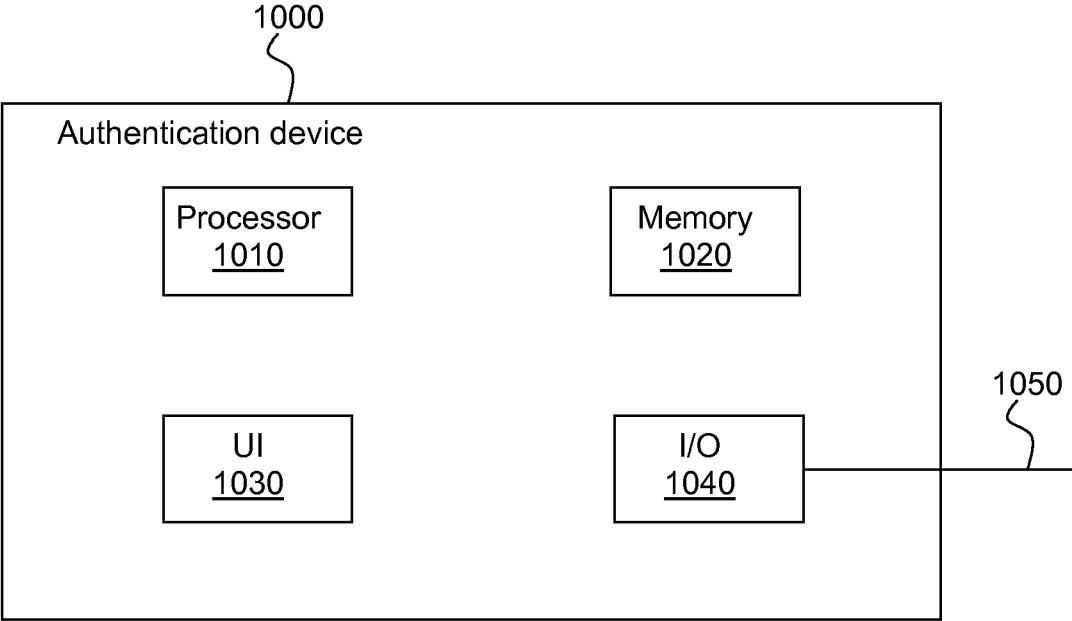 1000
Authentication device
Processor
1010
Memory
1020
1050
UI
1030
I/O
1040